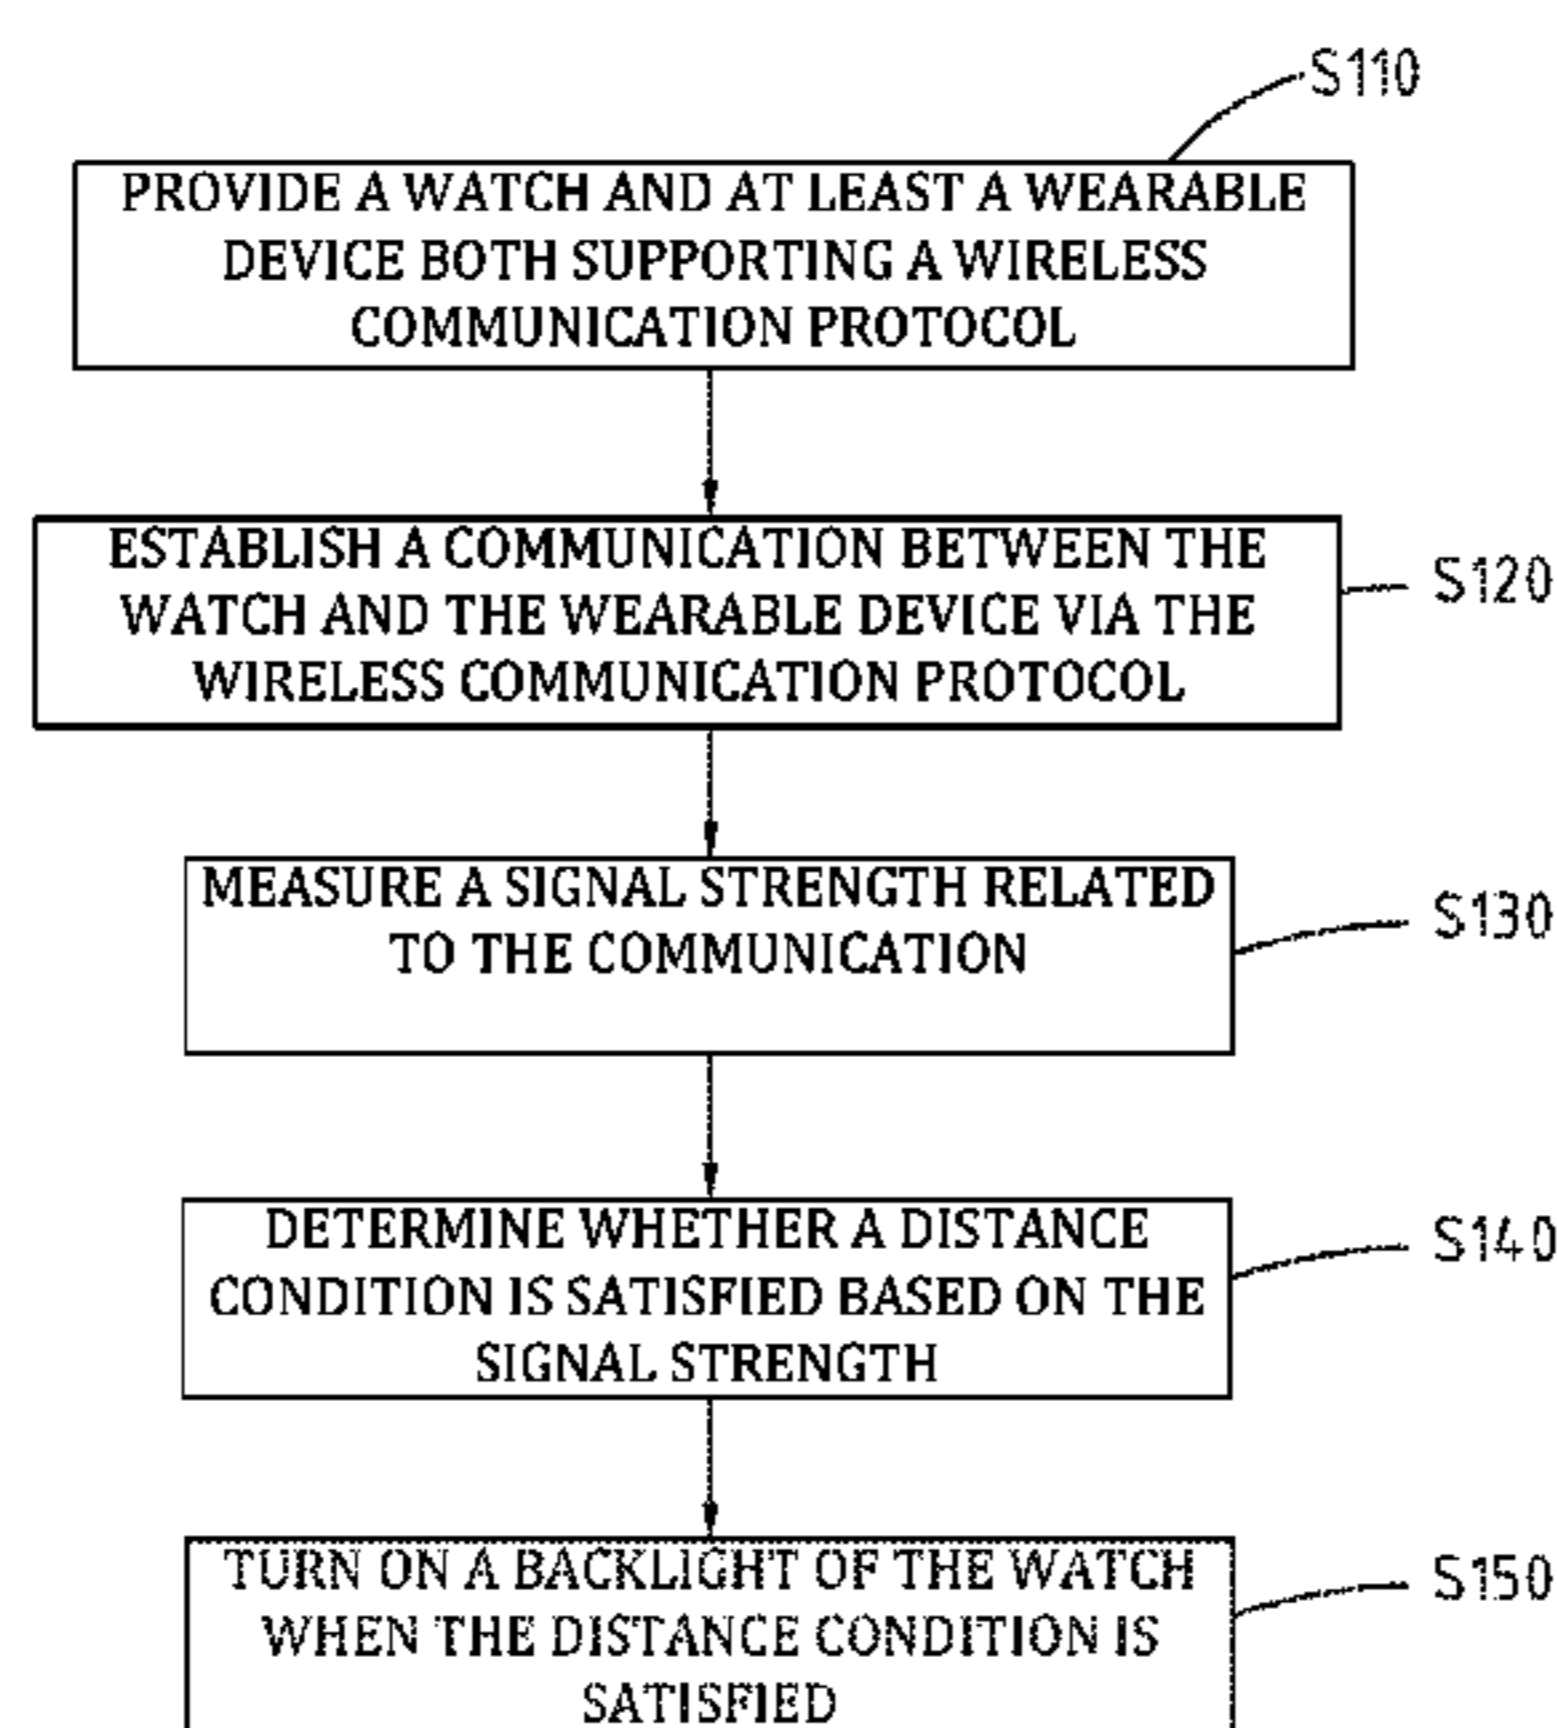 S110
PROVIDE A WATCH AND AT LEAST A WEARABLE
DEVICE BOTH SUPPORTING A WIRELESS
COMMUNICATION PROTOCOL
ESTABLISH A COMMUNICATION BETWEEN THE
WATCH AND THE WEARABLE DEVICE VIA THE
WIRELESS COMMUNICATION PROTOCOL
S120
MEASURE A SIGNAL STRENGTH RELATED
TO THE COMMUNICATION
S130
DETERMINE WHETHER A DISTANCE
CONDITION IS SATISFIED BASED ON THE
SIGNAL STRENGTH
S140
TURN ON A BACKLIGHT OF THE WATCH
WHEN THE DISTANCE CONDITION IS
SATISFIED
S150